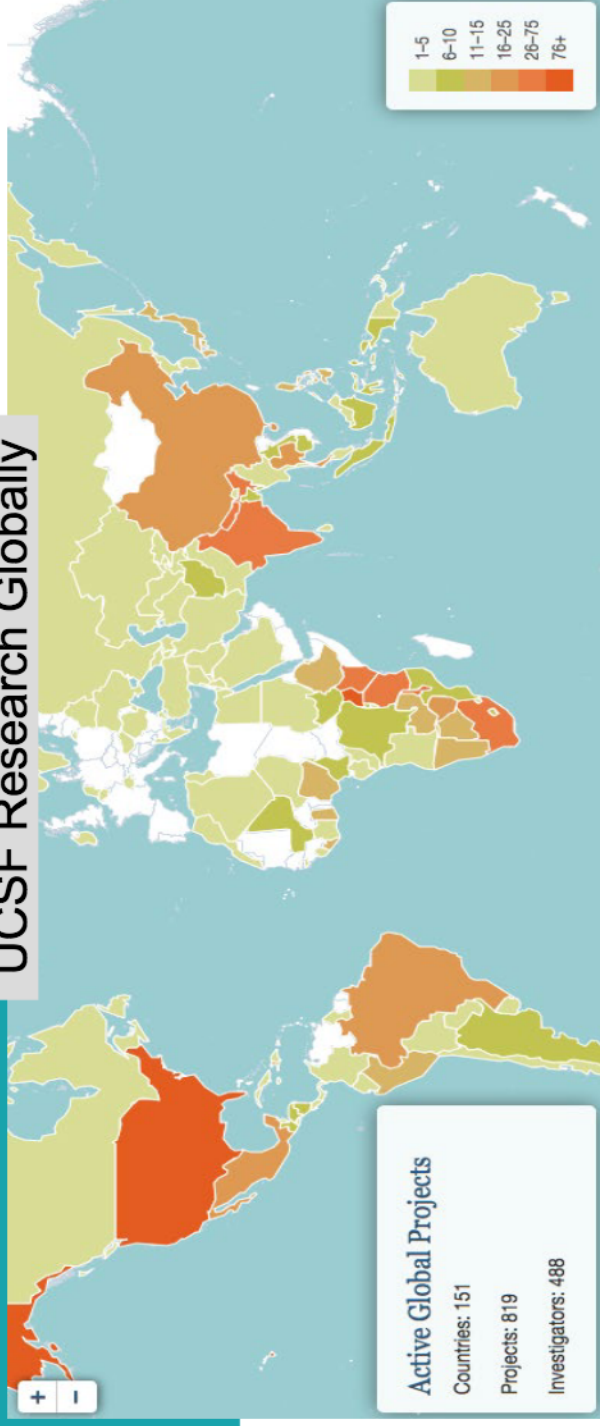 UCSF Research Globally
+
−
Active Global Projects
Countries: 151
Projects: 819
Investigators: 488
1–5
6–10
11–15
16–25
26–75
76+